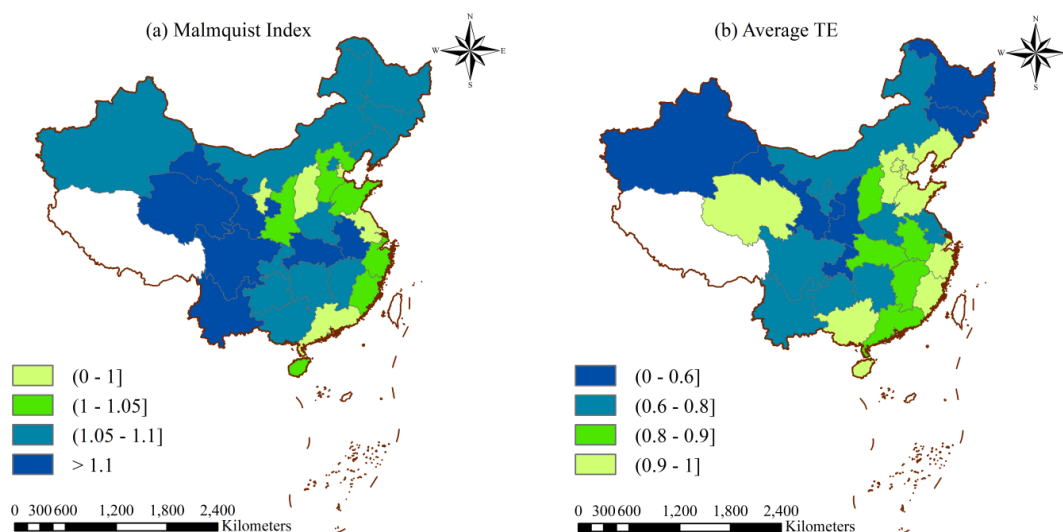 (a) Malmquist Index
N
W E
S
(0 - 1]
(1 - 1.05]
(1.05 - 1.1]
> 1.1
0 300 600 1,200 1,800 2,400
Kilometers
(b) Average TE
N
W E
S
(0 - 0.6]
(0.6 - 0.8]
(0.8 - 0.9]
(0.9 - 1]
0 300 600 1,200 1,800 2,400
Kilometers